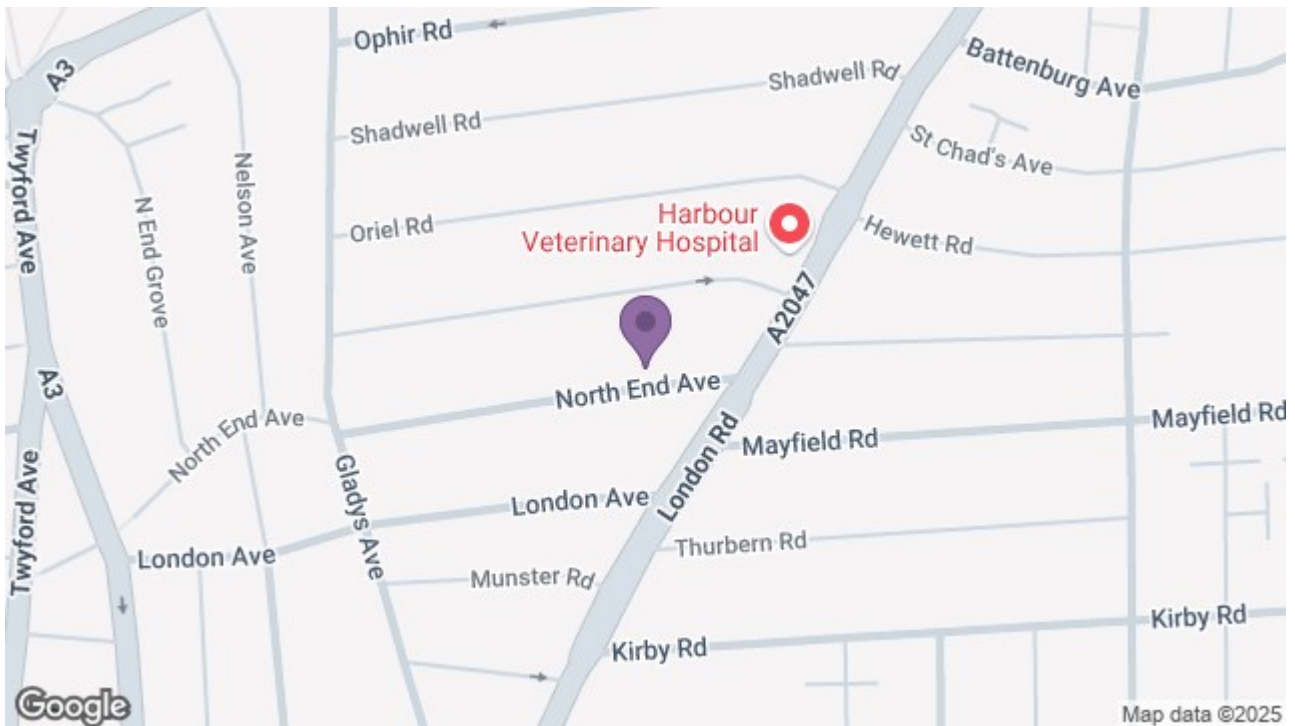 Ophir Rd
Battenburg Ave
A3
Shadwell Rd
Shadwell Rd
St Chad's Ave
Twyford Ave
Nelson Ave
N End Grove
Oriel Rd
Harbour
Veterinary Hospital
Hewett Rd
A2047
A3
North End Ave
North End Ave
Mayfield Rd
Mayfield Rd
London Rd
Twyford Ave
Gladys Ave
London Ave
London Ave
Thurbern Rd
Munster Rd
Kirby Rd
Kirby Rd
Google
Map data ©2025